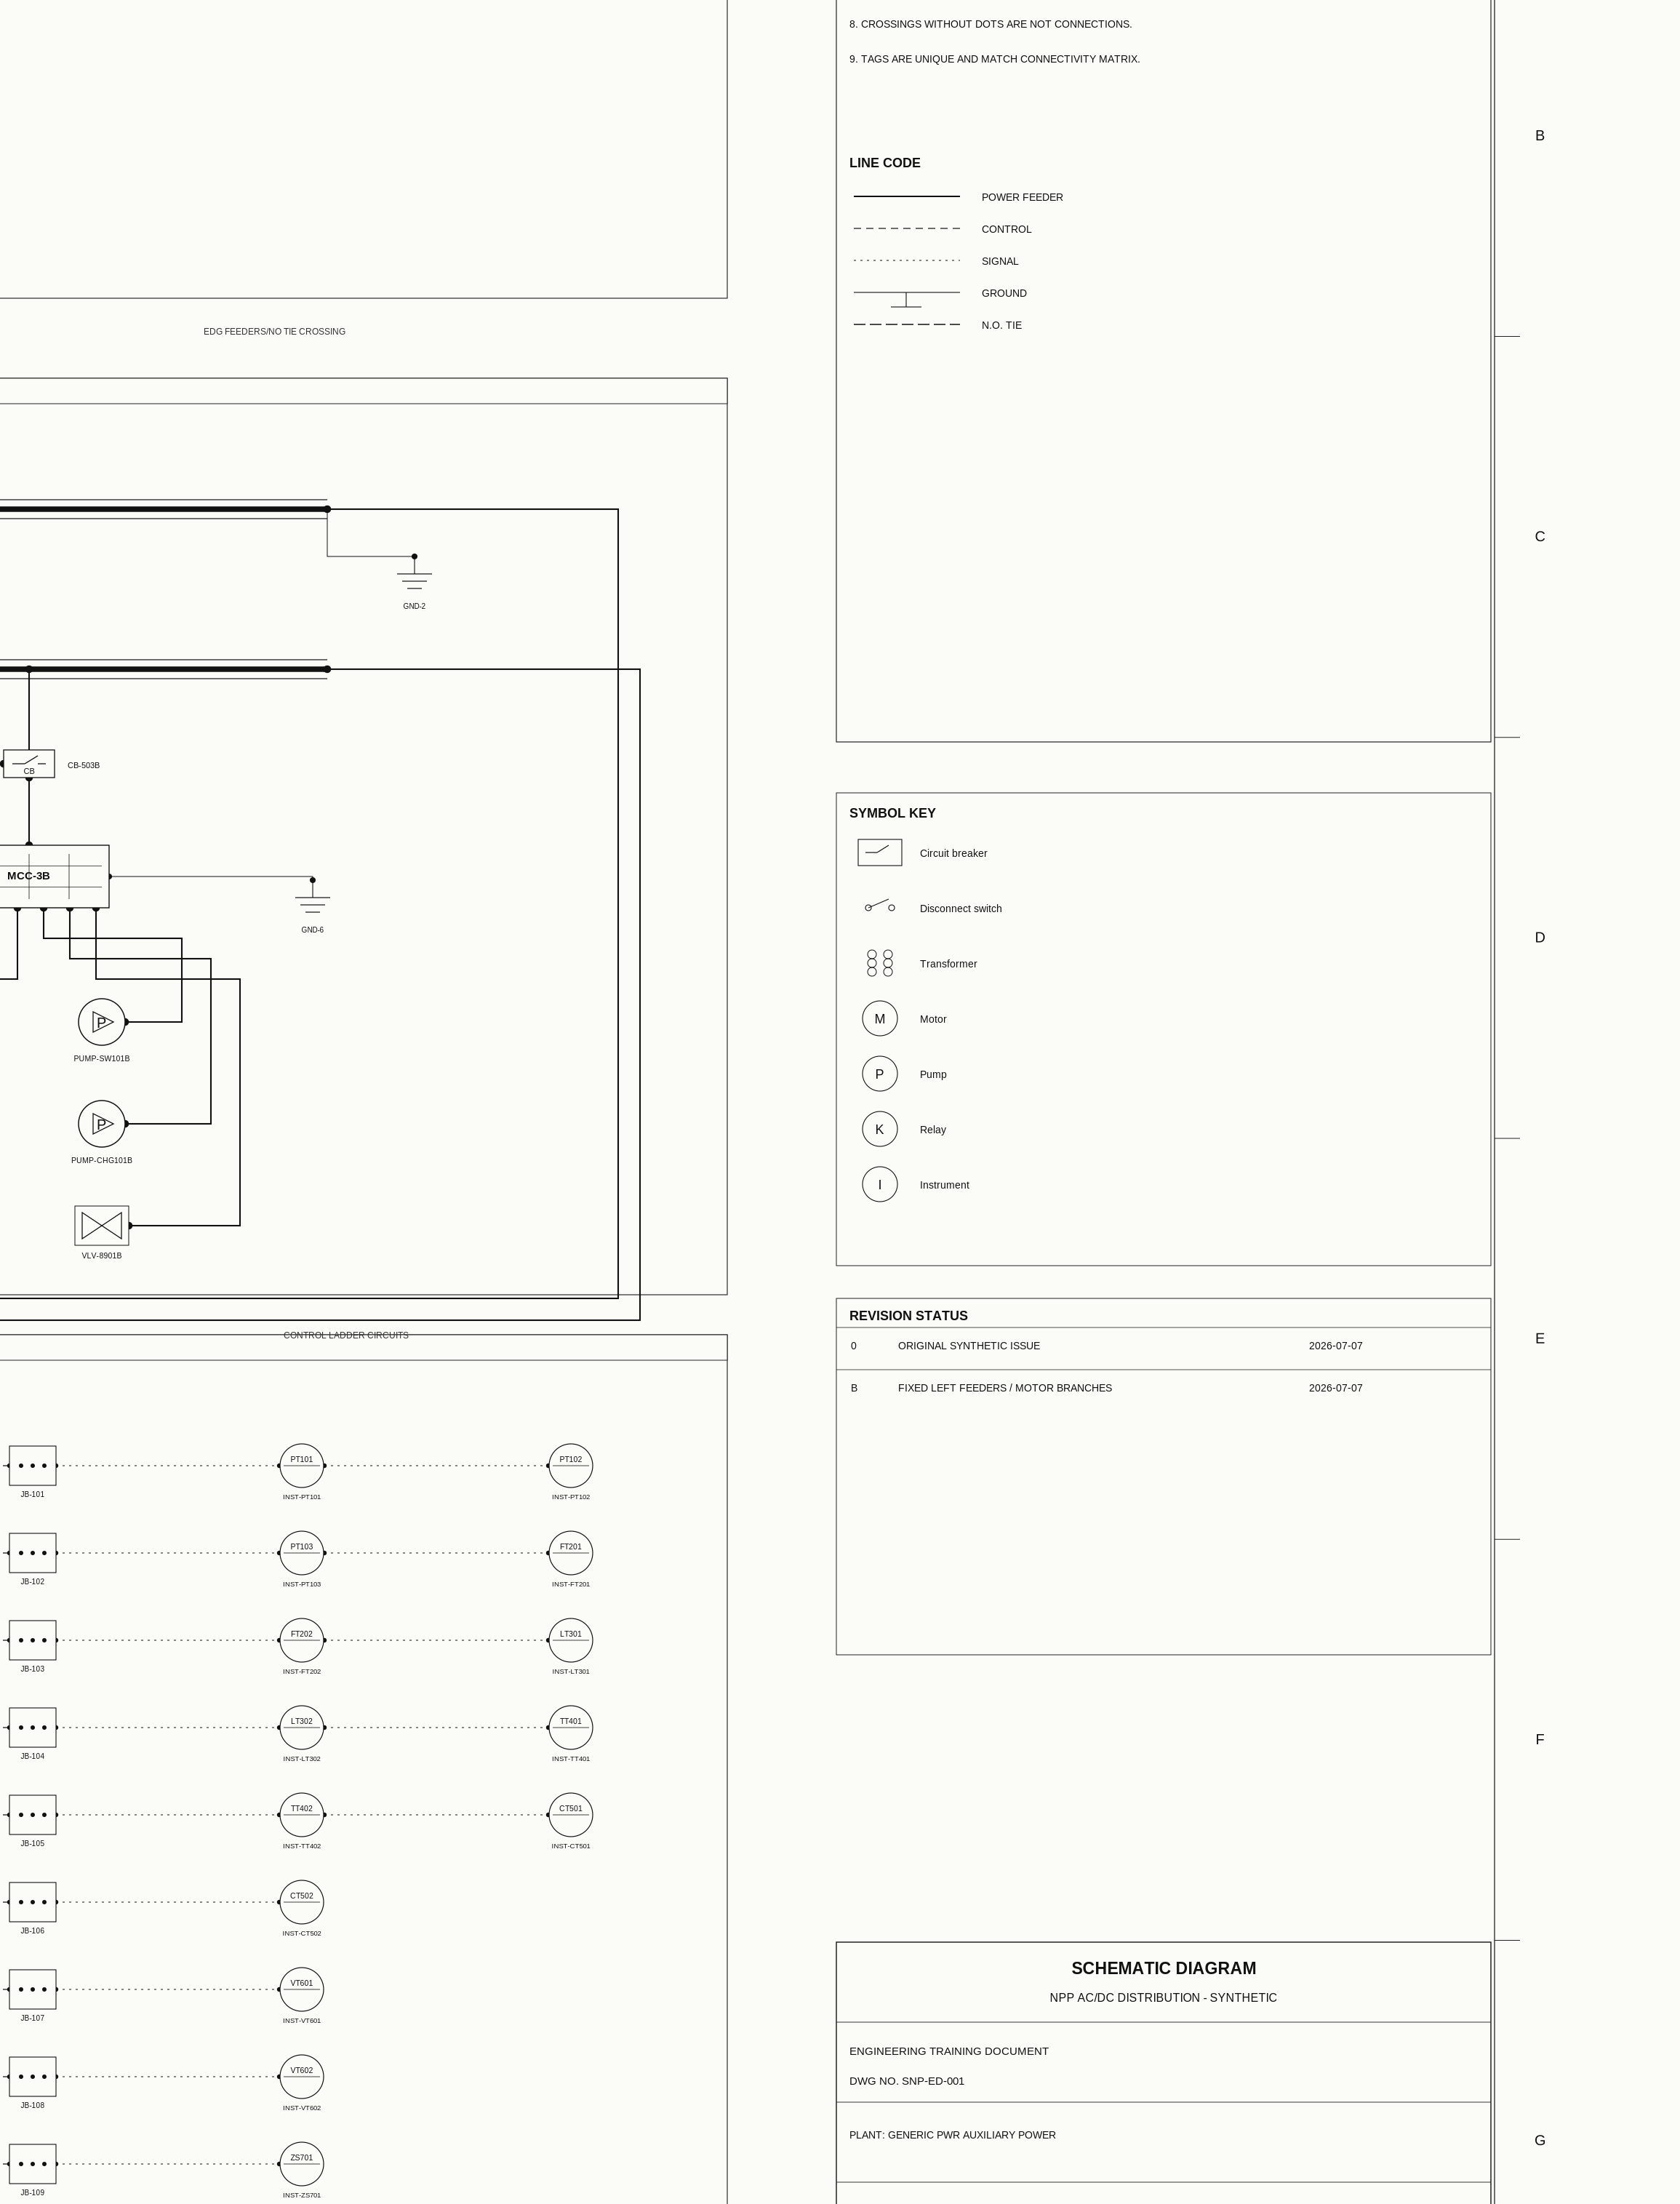 8. CROSSINGS WITHOUT DOTS ARE NOT CONNECTIONS.
9. TAGS ARE UNIQUE AND MATCH CONNECTIVITY MATRIX.
B
LINE CODE
POWER FEEDER
CONTROL
SIGNAL
GROUND
N.O. TIE
EDG FEEDERS/NO TIE CROSSING
C
GND-2
CB
CB-503B
MCC-3B
GND-6
P
PUMP-SW101B
P
PUMP-CHG101B
VLV-8901B
SYMBOL KEY
Circuit breaker
Disconnect switch
Transformer
M
Motor
P
Pump
K
Relay
I
Instrument
D
REVISION STATUS
0 ORIGINAL SYNTHETIC ISSUE 2026-07-07
B FIXED LEFT FEEDERS / MOTOR BRANCHES 2026-07-07
E
CONTROL LADDER CIRCUITS
PT101 PT102
JB-101 INST-PT101 INST-PT102
PT103 FT201
JB-102 INST-PT103 INST-FT201
FT202 LT301
JB-103 INST-FT202 INST-LT301
LT302 TT401
JB-104 INST-LT302 INST-TT401
TT402 CT501
JB-105 INST-TT402 INST-CT501
CT502
JB-106 INST-CT502
VT601
JB-107 INST-VT601
VT602
JB-108 INST-VT602
ZS701
JB-109 INST-ZS701
F
SCHEMATIC DIAGRAM
NPP AC/DC DISTRIBUTION - SYNTHETIC
ENGINEERING TRAINING DOCUMENT
DWG NO. SNP-ED-001
PLANT: GENERIC PWR AUXILIARY POWER
G